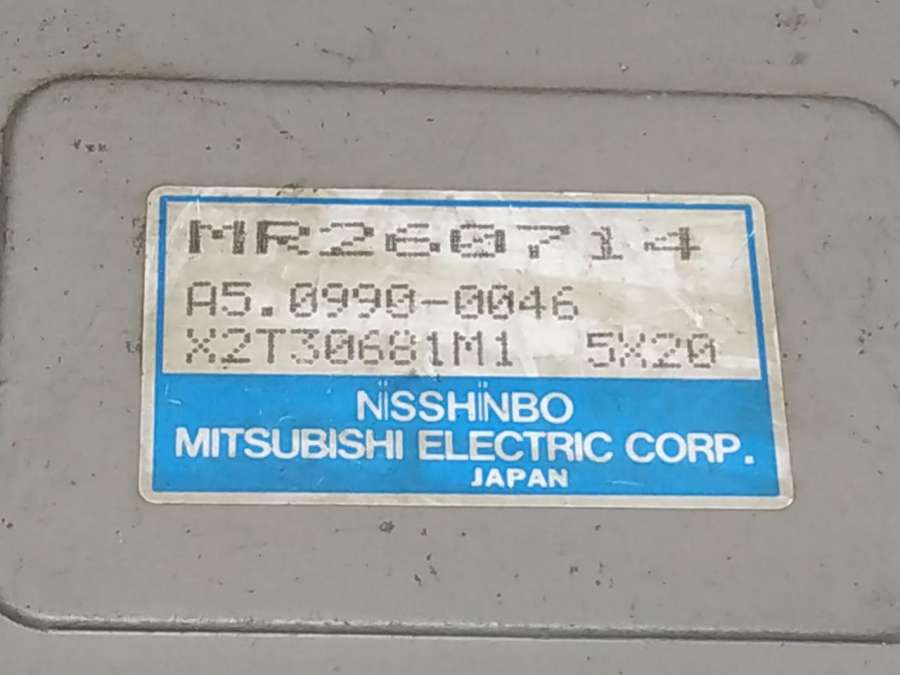 MR260714
A5.0990-0046
X2T30681M1 5X20
NISSHINBO
MITSUBISHI ELECTRIC CORP.
JAPAN